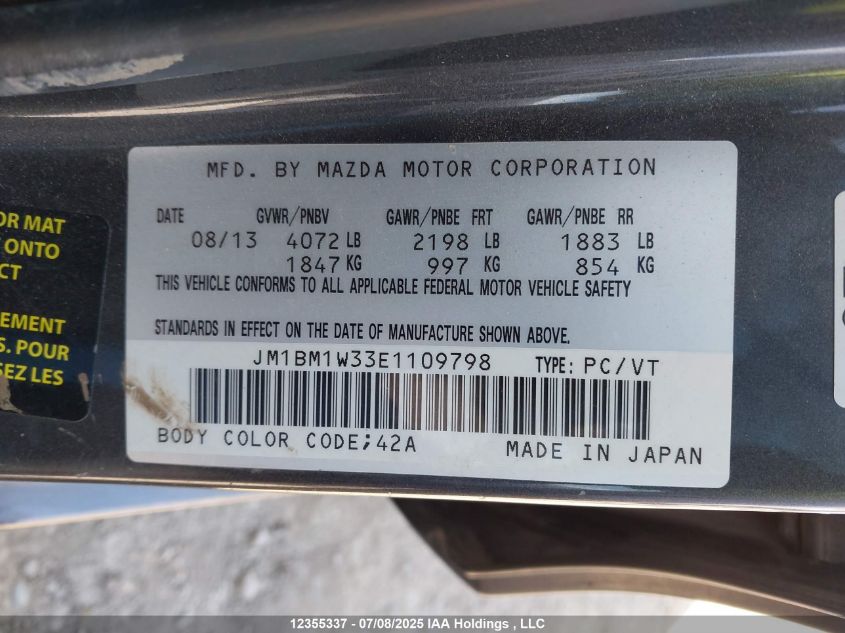 MFD. BY MAZDA MOTOR CORPORATION
DATE GVWR/PNBV GAWR/PNBE FRT GAWR/PNBE RR
08/13 4072 LB 2198 LB 1883 LB
1847 KG 997 KG 854 KG
THIS VEHICLE CONFORMS TO ALL APPLICABLE FEDERAL MOTOR VEHICLE SAFETY
STANDARDS IN EFFECT ON THE DATE OF MANUFACTURE SHOWN ABOVE.
JM1BM1W33E1109798 TYPE: PC/VT
BODY COLOR CODE;42A MADE IN JAPAN
OR MAT
ONTO
CT
EMENT
S. POUR
SEZ LES
12355337 - 07/08/2025 IAA Holdings , LLC